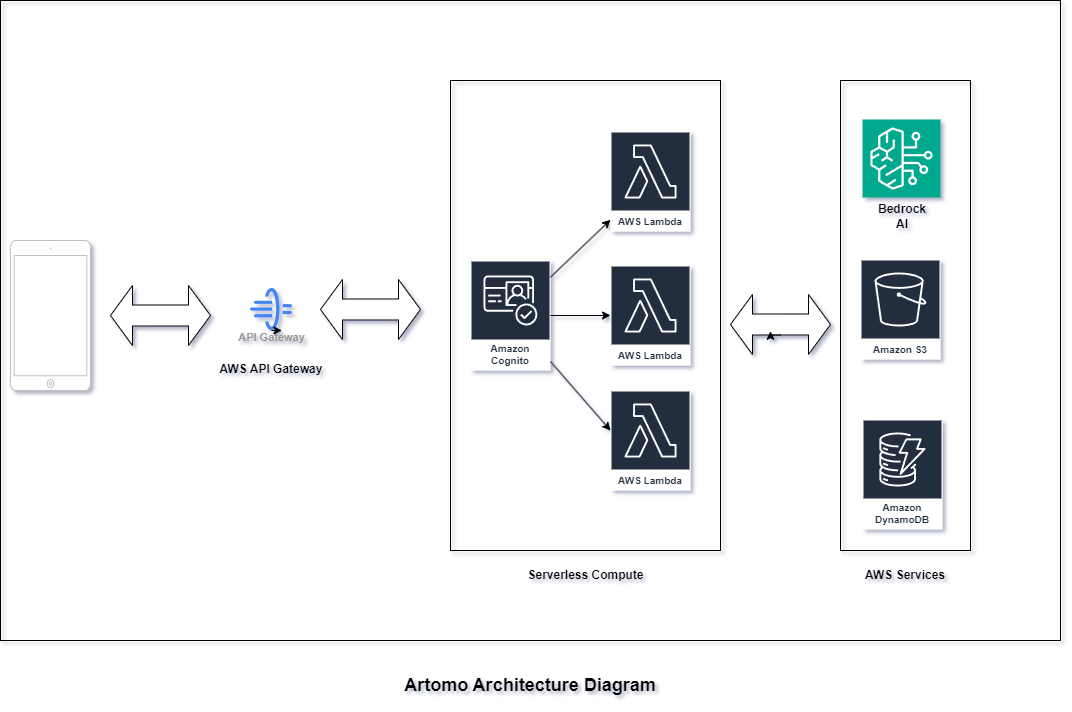 API Gateway
AWS API Gateway
Amazon
Cognito
AWS Lambda
AWS Lambda
AWS Lambda
Serverless Compute
Bedrock
AI
Amazon S3
Amazon
DynamoDB
AWS Services
Artomo Architecture Diagram